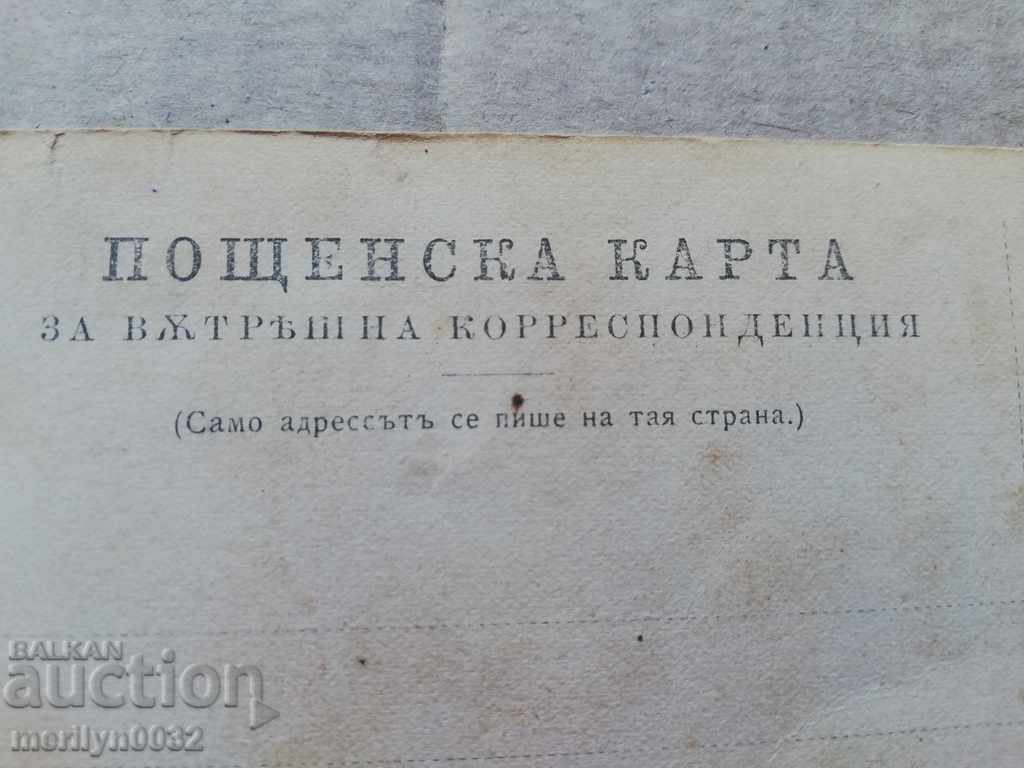 ПОЩЕНСКА КАРТА
ЗА ВѪТРѢШНА КОРРЕСПОНДЕНЦИЯ
(Само адрессътъ се пише на тая страна.)
BALKAN
auction
merilyn0032